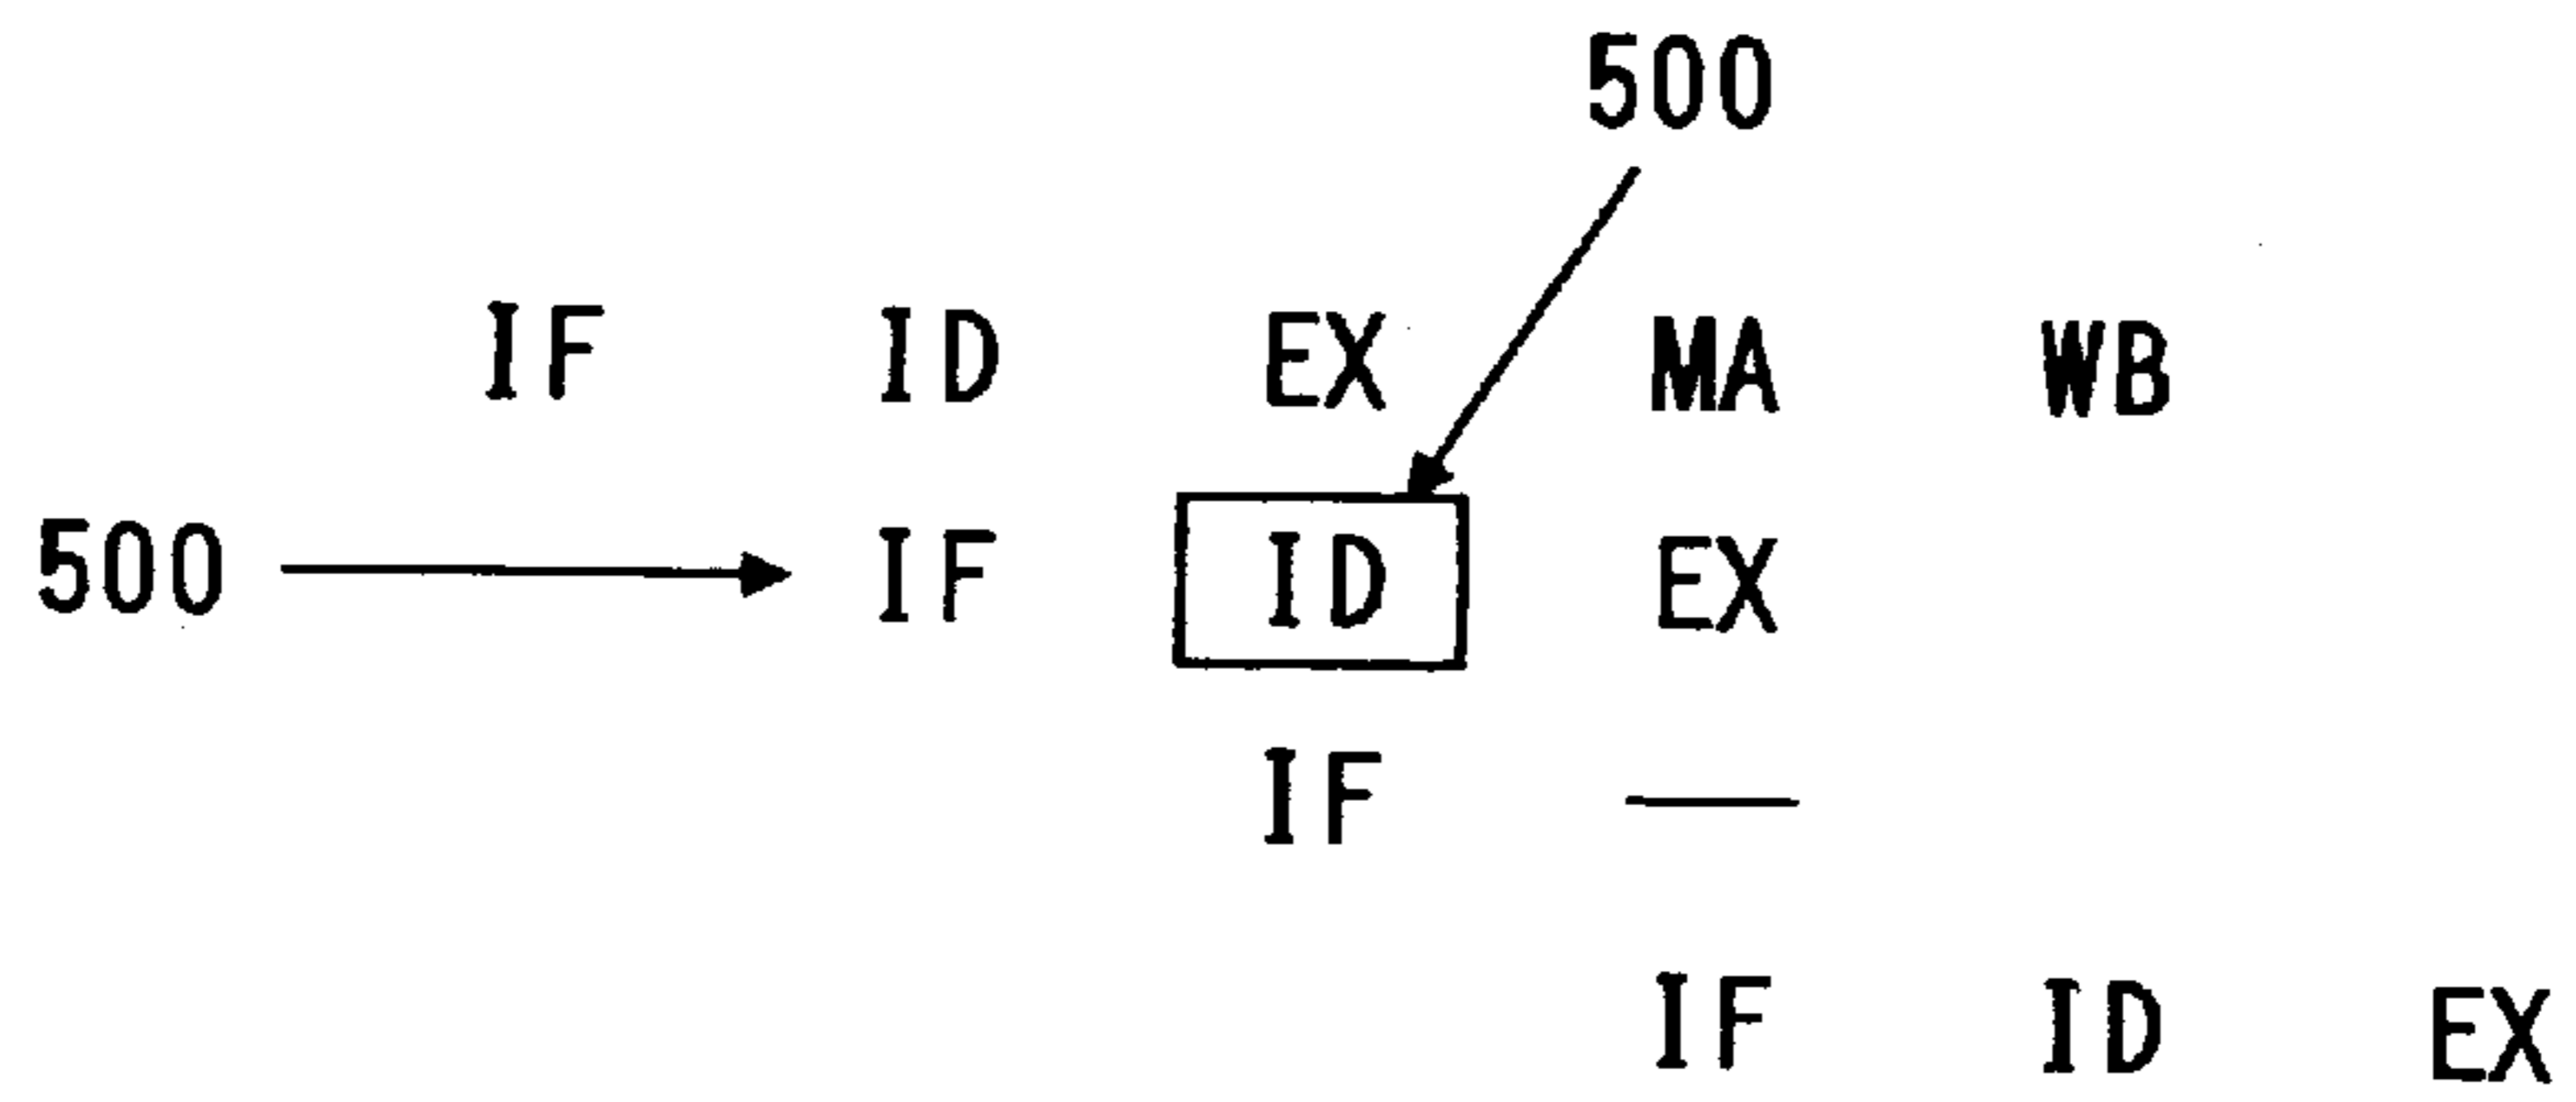 500
IF ID EX MA WB
500 IF ID EX
IF —
IF ID EX